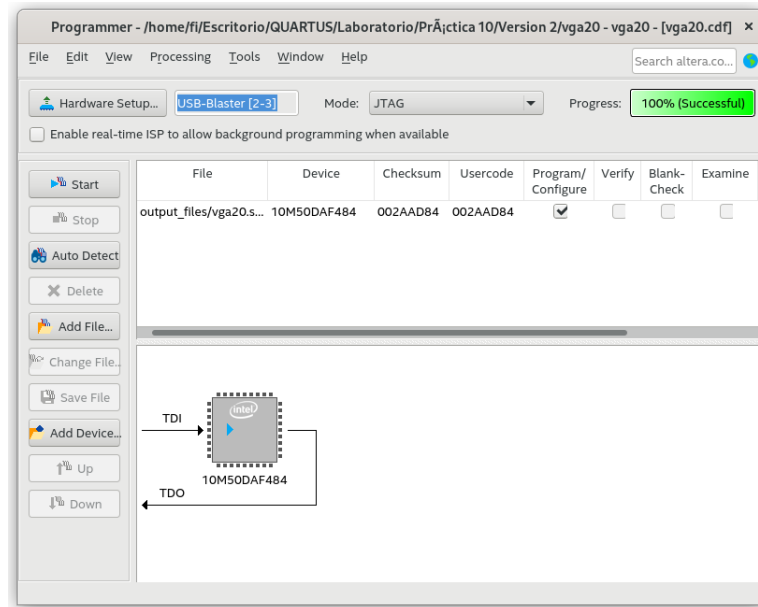 Programmer - /home/fi/Escritorio/QUARTUS/Laboratorio/PrÃ¡ctica 10/Version 2/vga20 - vga20 - [vga20.cdf] ×
File Edit View Processing Tools Window Help
Search altera.co...
Hardware Setup... USB-Blaster [2-3] Mode: JTAG Progress: 100% (Successful)
Enable real-time ISP to allow background programming when available
Start
Stop
Auto Detect
Delete
Add File...
Change File..
Save File
Add Device..
Up
Down
File Device Checksum Usercode Program/ Verify Blank- Examine
Configure Check
output_files/vga20.s... 10M50DAF484 002AAD84 002AAD84
TDI
intel
10M50DAF484
TDO